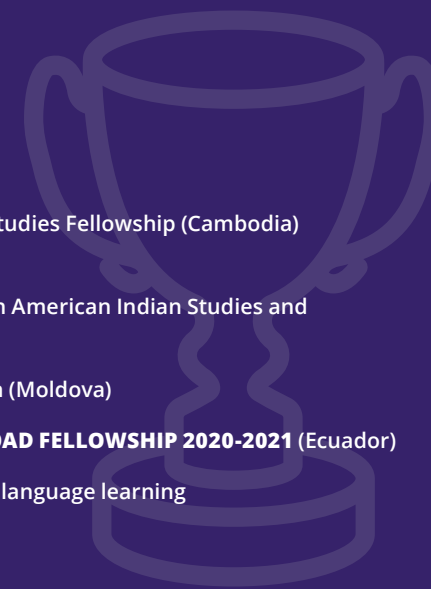 tudies Fellowship (Cambodia)
n American Indian Studies and
(Moldova)
OAD FELLOWSHIP 2020-2021 (Ecuador)
language learning